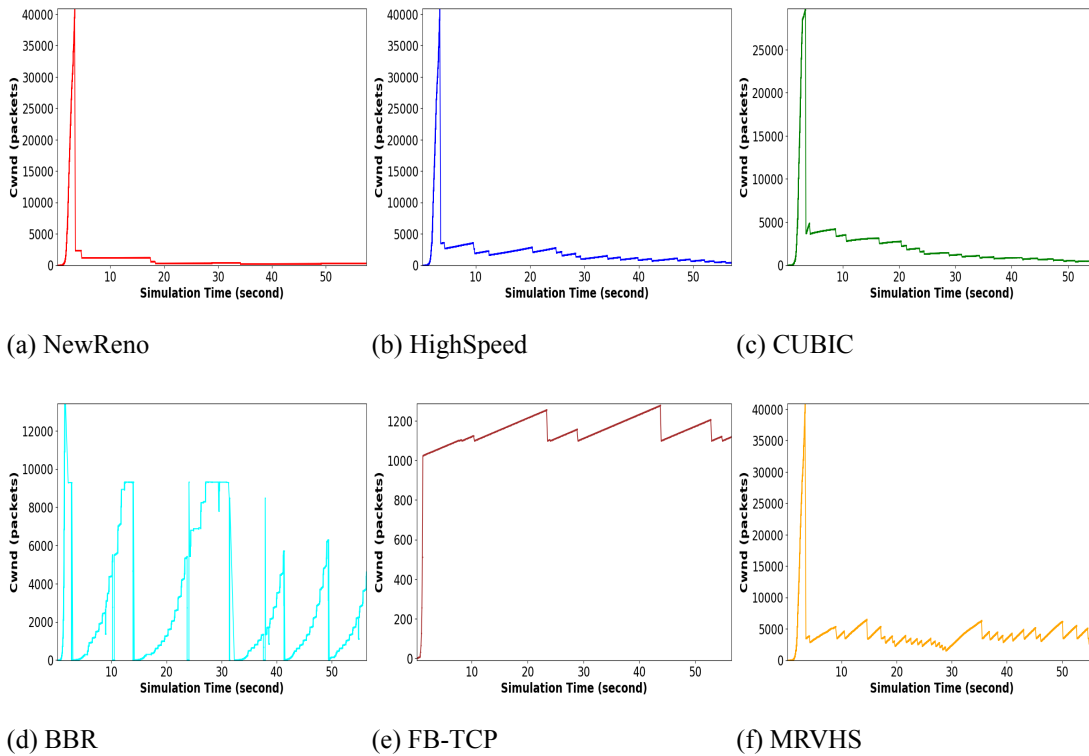 Cwnd (packets)
40000
35000
30000
25000
20000
15000
10000
5000
0
10 20 30 40 50
Simulation Time (second)
(a) NewReno
Cwnd (packets)
40000
35000
30000
25000
20000
15000
10000
5000
0
10 20 30 40 50
Simulation Time (second)
(b) HighSpeed
Cwnd (packets)
25000
20000
15000
10000
5000
0
10 20 30 40 50
Simulation Time (second)
(c) CUBIC
Cwnd (packets)
12000
10000
8000
6000
4000
2000
0
10 20 30 40 50
Simulation Time (second)
(d) BBR
Cwnd (packets)
1200
1000
800
600
400
200
0
10 20 30 40 50
Simulation Time (second)
(e) FB-TCP
Cwnd (packets)
40000
35000
30000
25000
20000
15000
10000
5000
0
10 20 30 40 50
Simulation Time (second)
(f) MRVHS